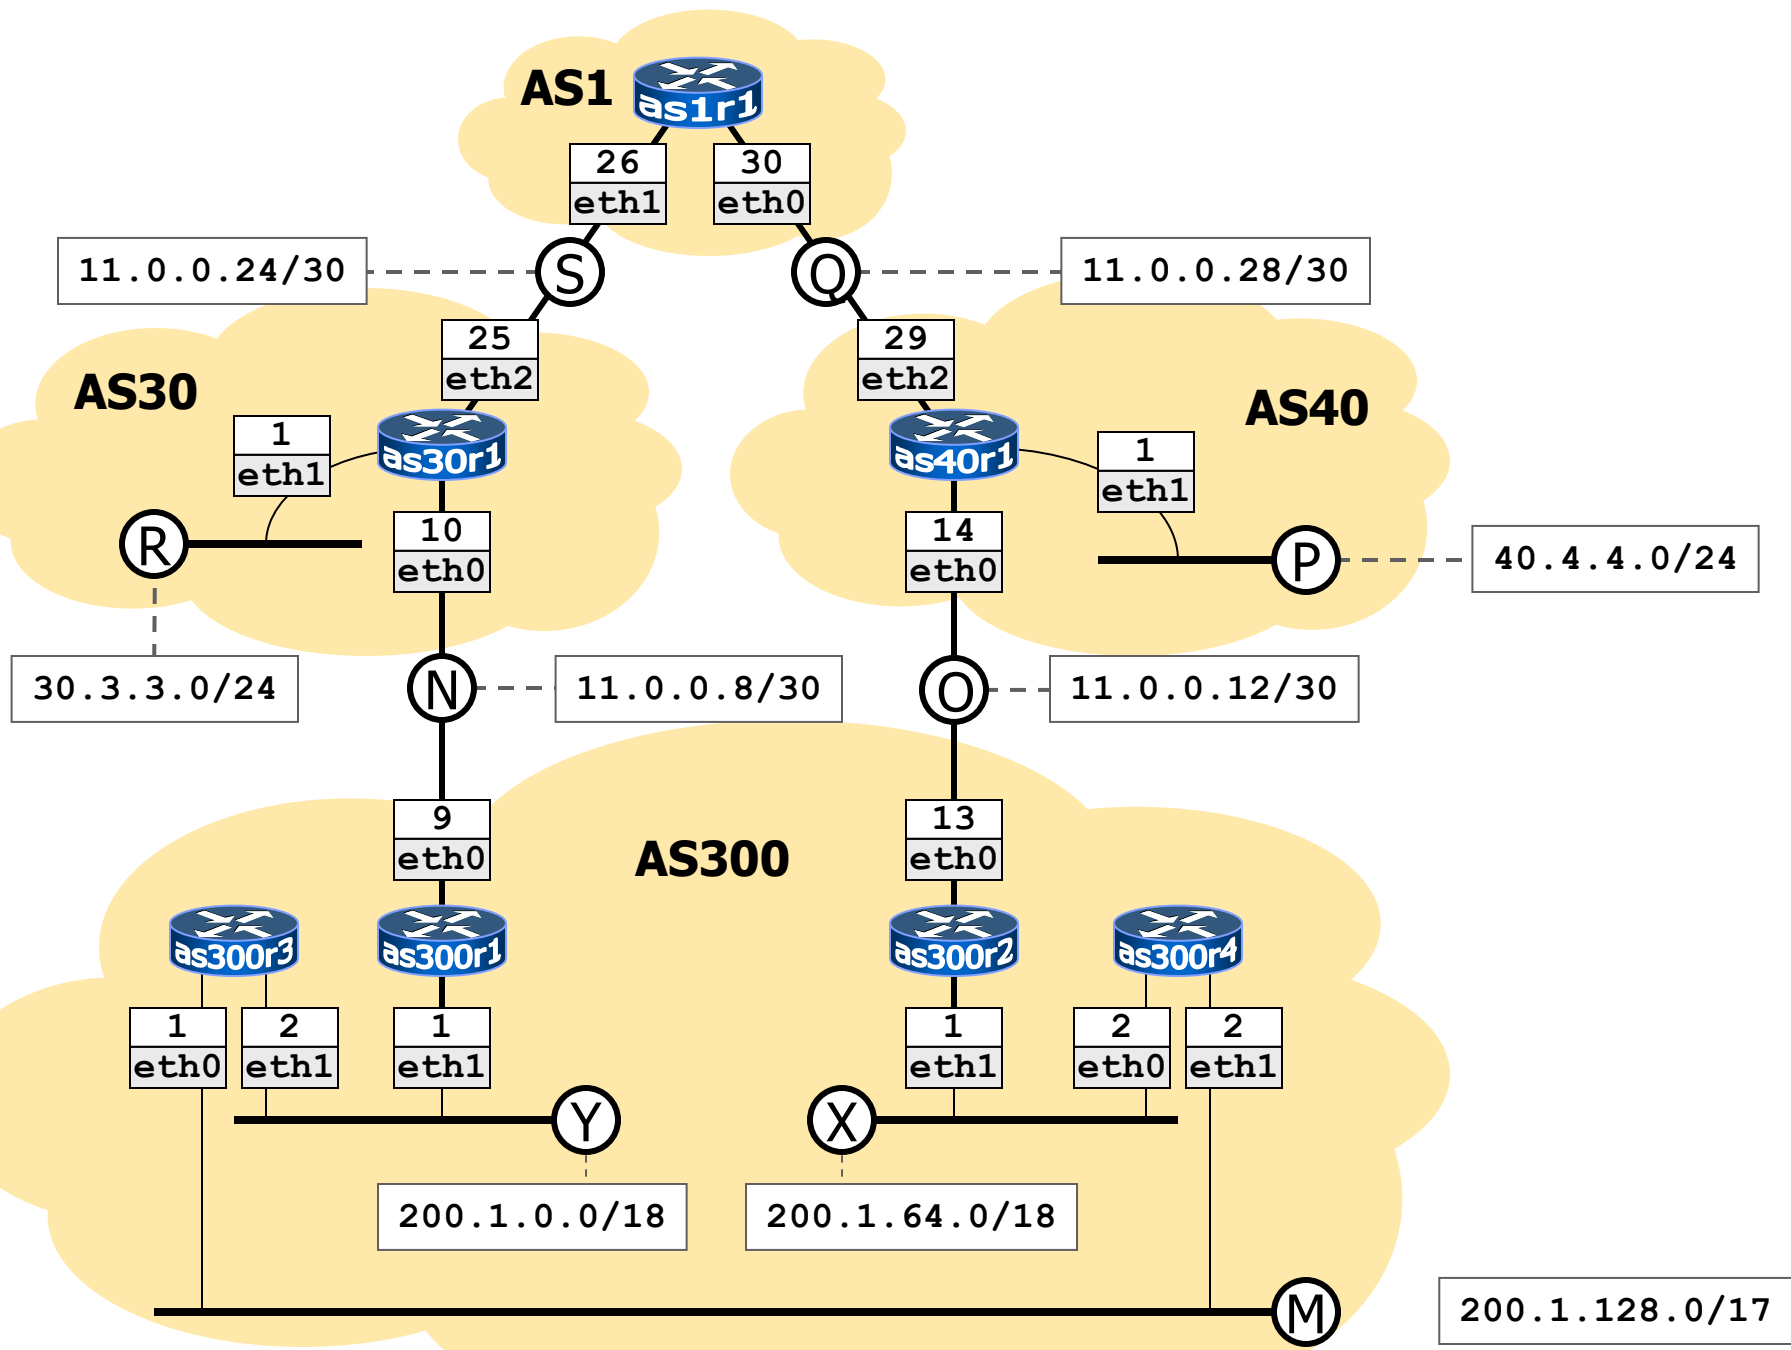 AS1
as1r1
26
eth1
30
eth0
11.0.0.24/30
S
Q
11.0.0.28/30
25
eth2
29
eth2
AS30
AS40
1
eth1
as30r1
as40r1
1
eth1
R
10
eth0
14
eth0
P
40.4.4.0/24
30.3.3.0/24
N
11.0.0.8/30
O
11.0.0.12/30
9
eth0
AS300
13
eth0
as300r3
as300r1
as300r2
as300r4
1
eth0
2
eth1
1
eth1
1
eth1
2
eth0
2
eth1
Y
X
200.1.0.0/18
200.1.64.0/18
M
200.1.128.0/17